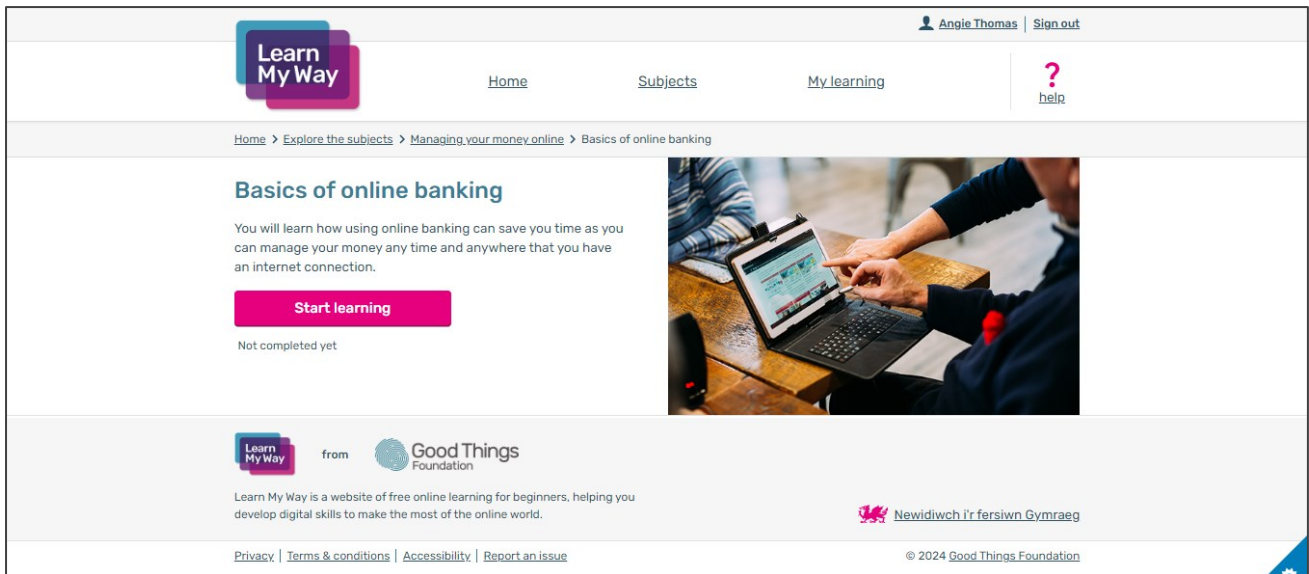 Angie Thomas | Sign out
Learn
My Way
Home Subjects My learning
?
help
Home > Explore the subjects > Managing your money online > Basics of online banking
Basics of online banking
You will learn how using online banking can save you time as you
can manage your money any time and anywhere that you have
an internet connection.
Start learning
Not completed yet
Learn
My Way
from
Good Things
Foundation
Learn My Way is a website of free online learning for beginners, helping you
develop digital skills to make the most of the online world.
Newidiwch i'r fersiwn Gymraeg
Privacy | Terms & conditions | Accessibility | Report an issue
© 2024 Good Things Foundation